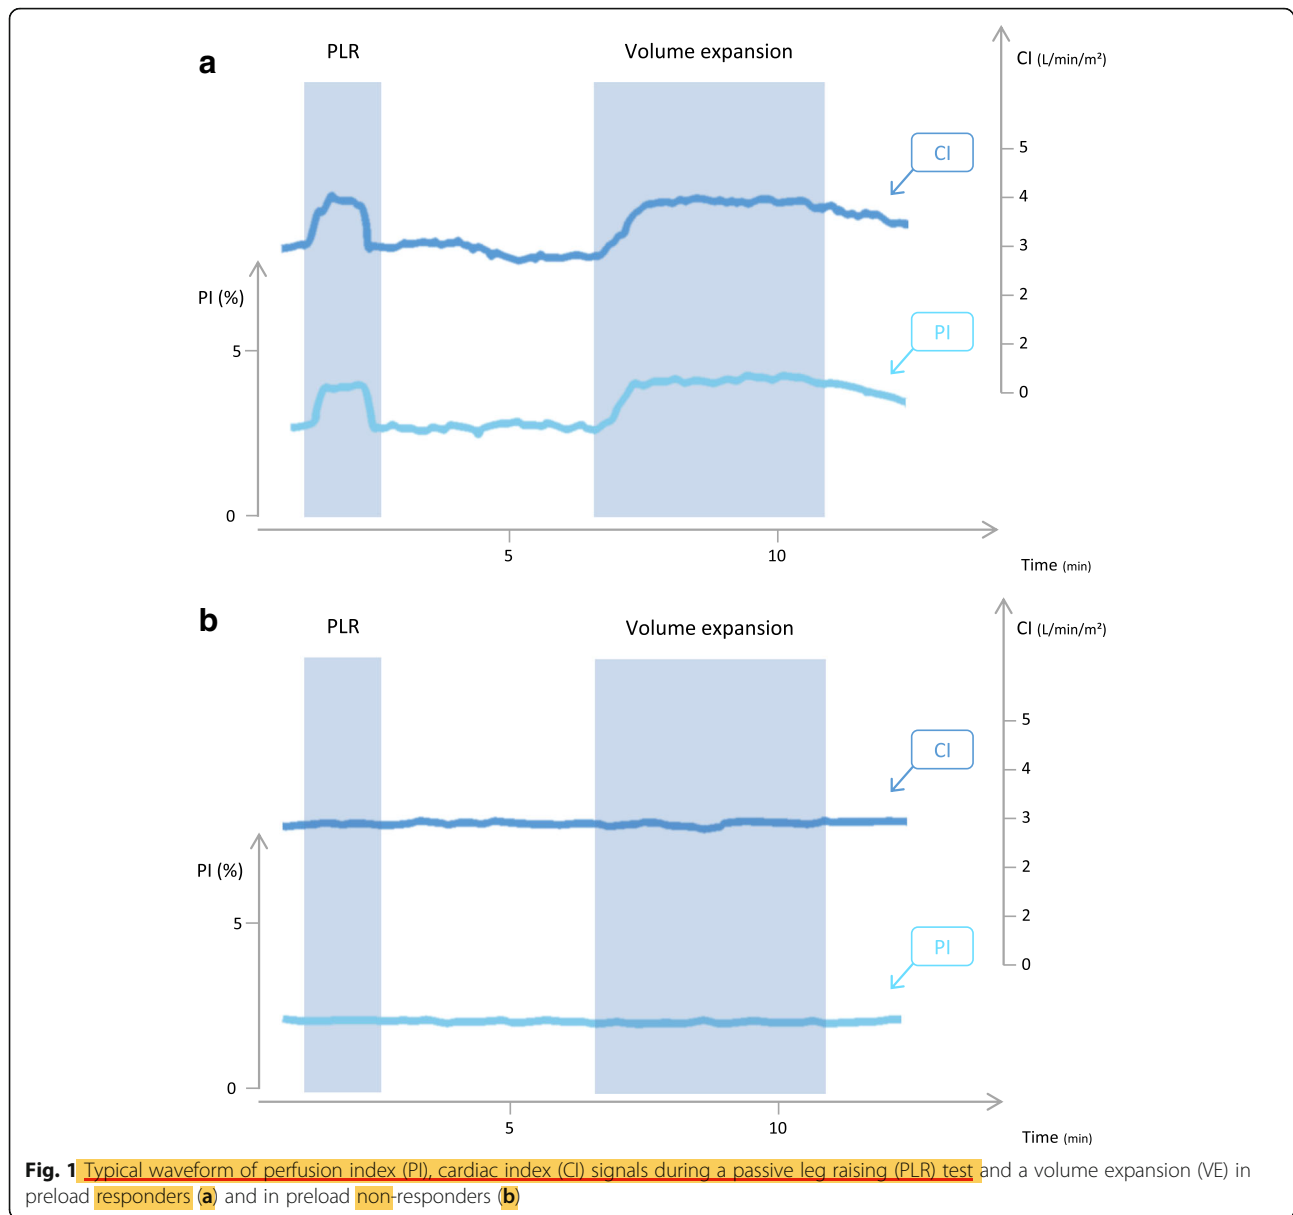 a
PLR
Volume expansion
CI (L/min/m²)
5
4
3
2
2
0
CI
PI
PI (%)
5
0
5
10
Time (min)
b
PLR
Volume expansion
CI (L/min/m²)
5
4
3
2
2
0
CI
PI
PI (%)
5
0
5
10
Time (min)
Fig. 1 Typical waveform of perfusion index (PI), cardiac index (CI) signals during a passive leg raising (PLR) test and a volume expansion (VE) in
preload responders (a) and in preload non-responders (b)